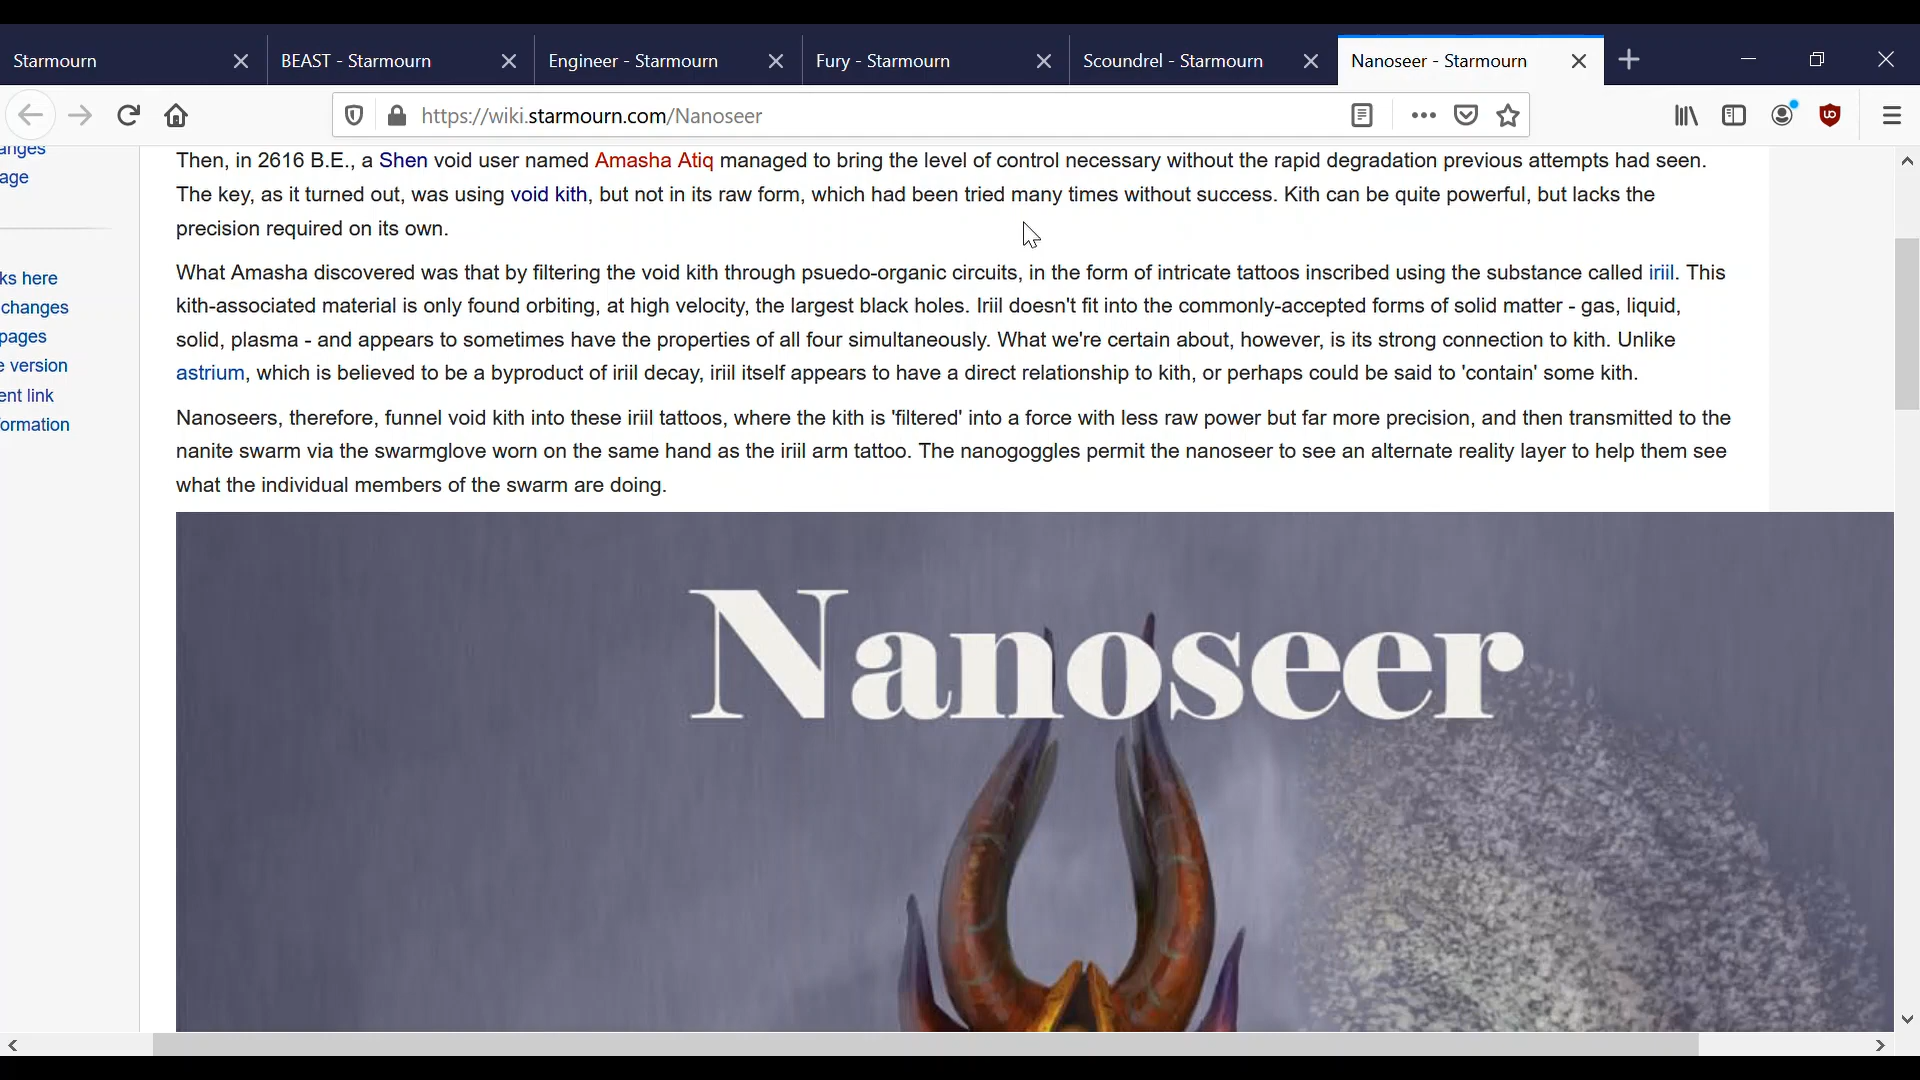 Starmourn
BEAST - Starmourn
Engineer - Starmourn
Fury - Starmourn
Scoundrel - Starmourn
Nanoseer - Starmourn
https://wiki.starmourn.com/Nanoseer
anges
age
ks here
changes
pages
e version
ent link
formation
Then, in 2616 B.E., a Shen void user named Amasha Atiq managed to bring the level of control necessary without the rapid degradation previous attempts had seen.
The key, as it turned out, was using void kith, but not in its raw form, which had been tried many times without success. Kith can be quite powerful, but lacks the
precision required on its own.
What Amasha discovered was that by filtering the void kith through psuedo-organic circuits, in the form of intricate tattoos inscribed using the substance called iriil. This
kith-associated material is only found orbiting, at high velocity, the largest black holes. Iriil doesn't fit into the commonly-accepted forms of solid matter - gas, liquid,
solid, plasma - and appears to sometimes have the properties of all four simultaneously. What we're certain about, however, is its strong connection to kith. Unlike
astrium, which is believed to be a byproduct of iriil decay, iriil itself appears to have a direct relationship to kith, or perhaps could be said to 'contain' some kith.
Nanoseers, therefore, funnel void kith into these iriil tattoos, where the kith is 'filtered' into a force with less raw power but far more precision, and then transmitted to the
nanite swarm via the swarmglove worn on the same hand as the iriil arm tattoo. The nanogoggles permit the nanoseer to see an alternate reality layer to help them see
what the individual members of the swarm are doing.
Nanoseer